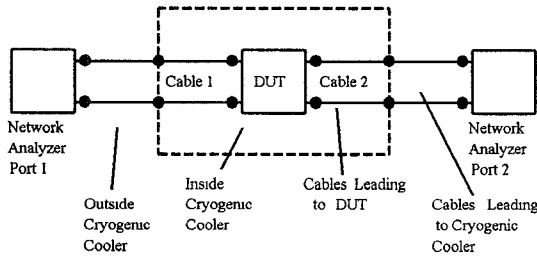 Cable 1
DUT
Cable 2
Network
Analyzer
Port 1
Network
Analyzer
Port 2
Outside
Cryogenic
Cooler
Inside
Cryogenic
Cooler
Cables Leading
to DUT
Cables Leading
to Cryogenic
Cooler